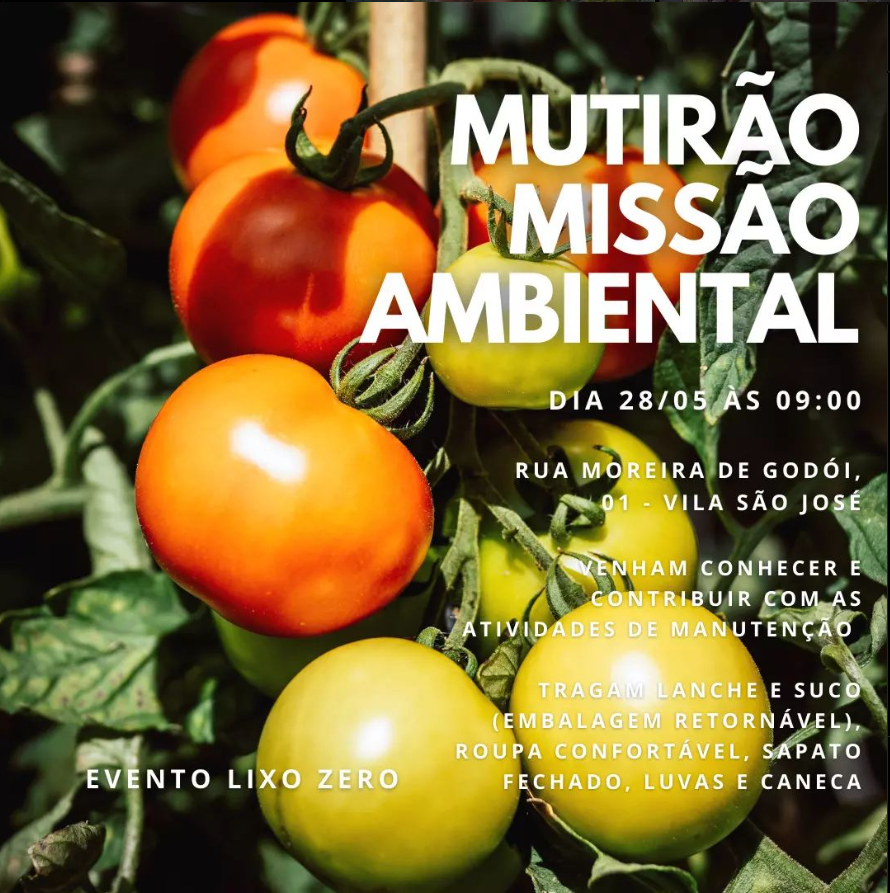 MUTIRÃO
MISSÃO
AMBIENTAL
DIA 28/05 ÀS 09:00
RUA MOREIRA DE GODÓI,
01 - VILA SÃO JOSÉ
VENHAM CONHECER E
CONTRIBUIR COM AS
ATIVIDADES DE MANUTENÇÃO
TRAGAM LANCHE E SUCO
(EMBALAGEM RETORNÁVEL),
ROUPA CONFORTÁVEL, SAPATO
FECHADO, LUVAS E CANECA
EVENTO LIXO ZERO